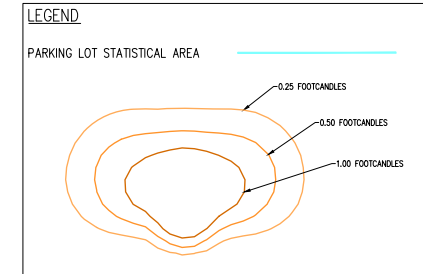 LEGEND
PARKING LOT STATISTICAL AREA
0.25 FOOTCANDLES
0.50 FOOTCANDLES
1.00 FOOTCANDLES